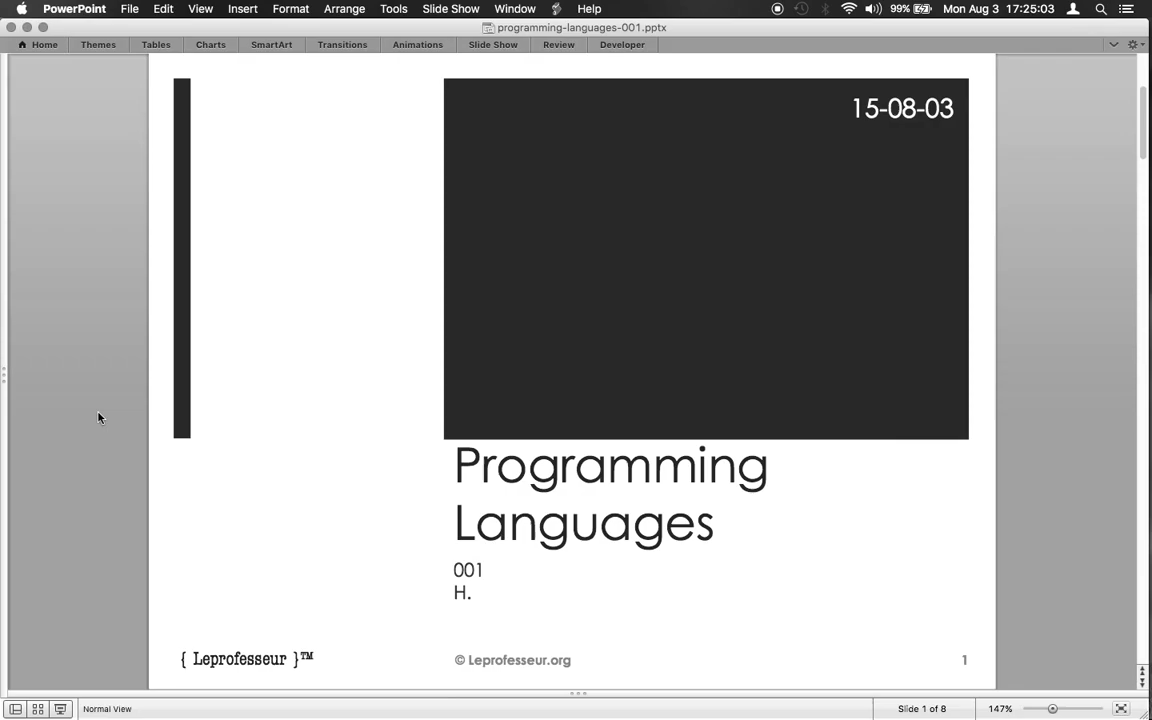 PowerPoint File Edit View Insert Format Arrange Tools Slide Show Window Help 99% Mon Aug 3 17:25:03
programming-languages-001.pptx
Home Themes Tables Charts SmartArt Transitions Animations Slide Show Review Developer
15-08-03
Programming
Languages
001
H.
{ Leprofesseur }™ © Leprofesseur.org 1
Normal View Slide 1 of 8 147%